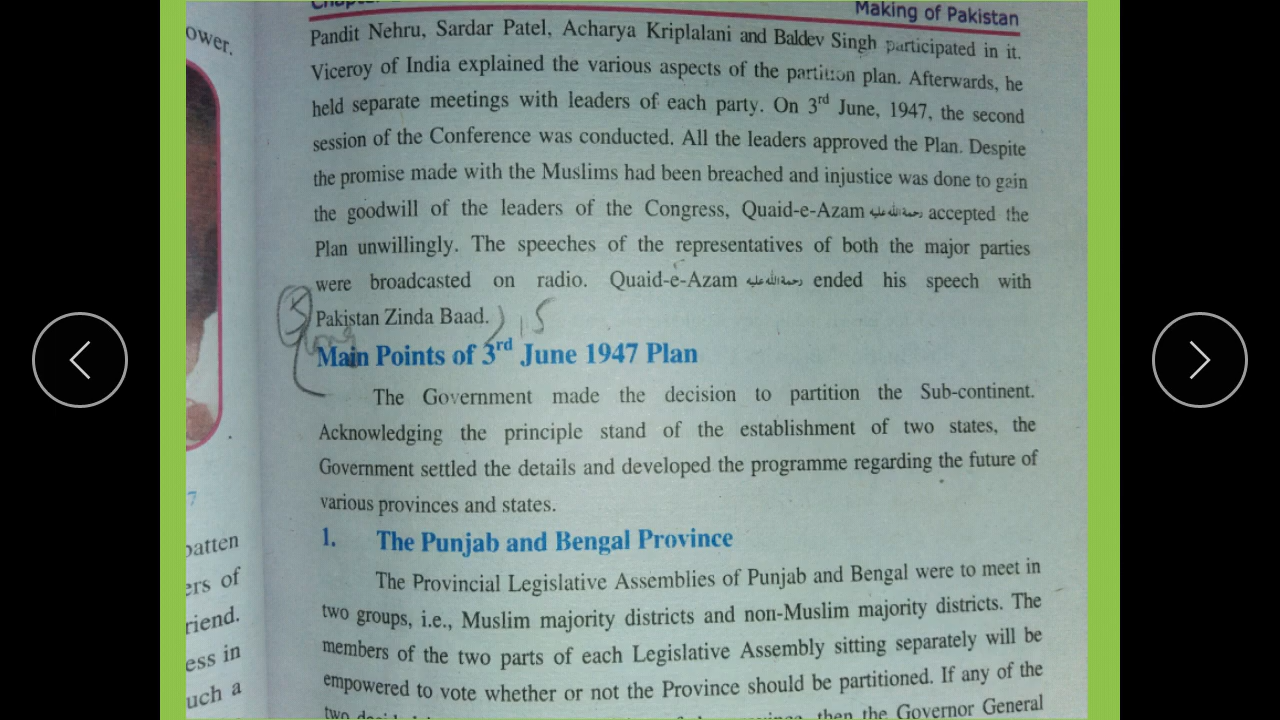 Making of Pakistan
ower.
Pandit Nehru, Sardar Patel, Acharya Kriplalani and Baldev Singh participated in it.
Viceroy of India explained the various aspects of the partition plan. Afterwards, he
held separate meetings with leaders of each party. On 3rd June, 1947, the second
session of the Conference was conducted. All the leaders approved the Plan. Despite
the promise made with the Muslims had been breached and injustice was done to gain
the goodwill of the leaders of the Congress, Quaid-e-Azam رحمۃ اللہ علیہ accepted the
Plan unwillingly. The speeches of the representatives of both the major parties
were broadcasted on radio. Quaid-e-Azam رحمۃ اللہ علیہ ended his speech with
Pakistan Zinda Baad.
Main Points of 3rd June 1947 Plan
The Government made the decision to partition the Sub-continent.
Acknowledging the principle stand of the establishment of two states, the
Government settled the details and developed the programme regarding the future of
various provinces and states.
1. The Punjab and Bengal Province
The Provincial Legislative Assemblies of Punjab and Bengal were to meet in
two groups, i.e., Muslim majority districts and non-Muslim majority districts. The
members of the two parts of each Legislative Assembly sitting separately will be
empowered to vote whether or not the Province should be partitioned. If any of the
two then the Governor General
7
batten
ers of
riend.
ess in
uch a